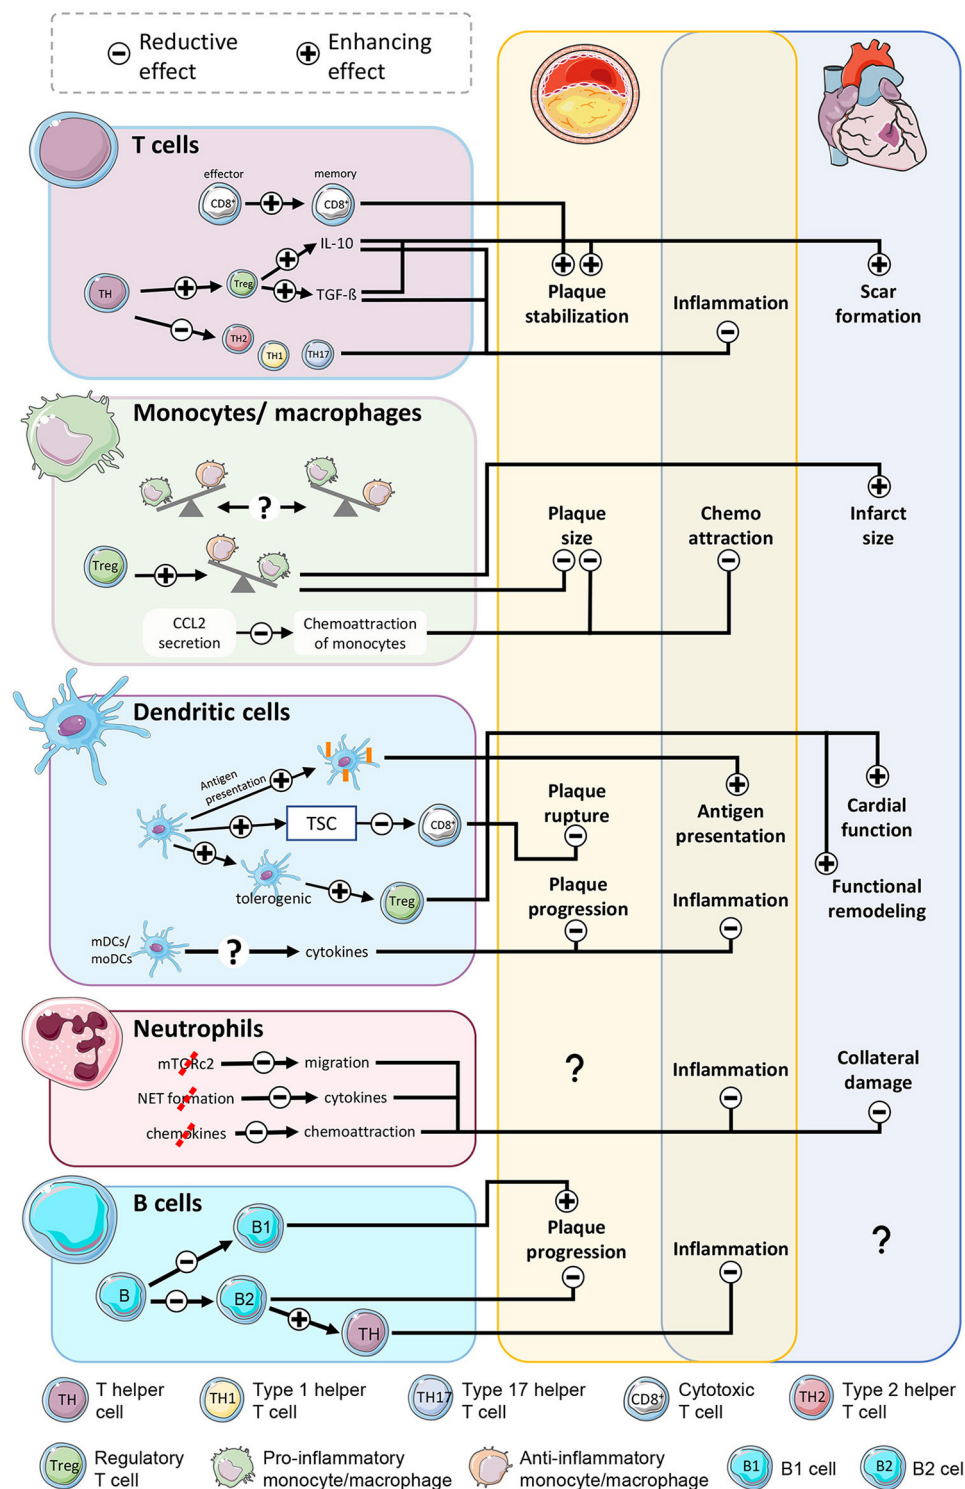 Reductive
effect
Enhancing
effect
T cells
effector
memory
CD8+
CD8+
IL-10
Treg
TH
TGF-ß
TH2
TH1
TH17
Plaque
stabilization
Inflammation
Scar
formation
Monocytes/ macrophages
?
Treg
CCL2
secretion
Chemoattraction
of monocytes
Plaque
size
Chemo
attraction
Infarct
size
Dendritic cells
Antigen
presentation
TSC
CD8+
tolerogenic
Treg
mDCs/
moDCs
?
cytokines
Plaque
rupture
Antigen
presentation
Cardial
function
Plaque
progression
Inflammation
Functional
remodeling
Neutrophils
mTORc2
migration
NET formation
cytokines
chemokines
chemoattraction
?
Inflammation
Collateral
damage
B cells
B1
B
B2
TH
Plaque
progression
Inflammation
?
TH
T helper
cell
TH1
Type 1 helper
T cell
TH17
Type 17 helper
T cell
CD8+
Cytotoxic
T cell
TH2
Type 2 helper
T cell
Treg
Regulatory
T cell
Pro-inflammatory
monocyte/macrophage
Anti-inflammatory
monocyte/macrophage
B1
B1 cell
B2
B2 cel